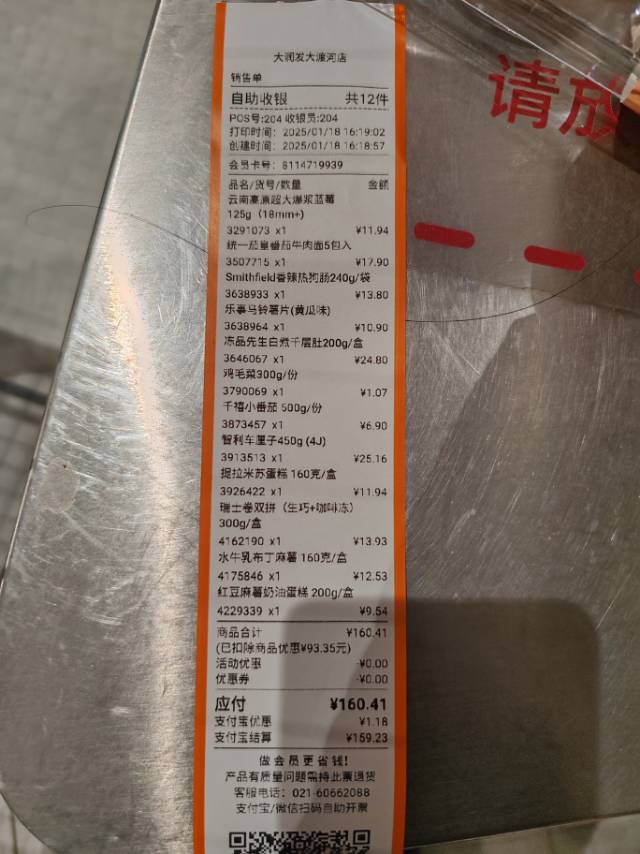 大润发大渡河店
销售单
自助收银 共12件
POS号:204 收银员:204
打印时间: 2025/01/18 16:19:02
创建时间: 2025/01/18 16:18:57
会员卡号: 8114719939
品名/货号/数量 金额
云南高原超大爆浆蓝莓
125g (18mm+)
3291073 x1 ¥11.94
统一茄皇番茄牛肉面5包入
3507715 x1 ¥17.90
Smithfield香辣热狗肠240g/袋
3638933 x1 ¥13.80
乐事马铃薯片(黄瓜味)
3638964 x1 ¥10.90
冻品先生白煮千层肚200g/盒
3646067 x1 ¥24.80
鸡毛菜300g/份
3790069 x1 ¥1.07
千禧小番茄 500g/份
3873457 x1 ¥6.90
智利车厘子450g (4J)
3913513 x1 ¥25.16
提拉米苏蛋糕 160克/盒
3926422 x1 ¥11.94
瑞士卷双拼（生巧+咖啡冻）
300g/盒
4162190 x1 ¥13.93
水牛乳布丁麻薯 160克/盒
4175846 x1 ¥12.53
红豆麻薯奶油蛋糕 200g/盒
4229339 x1 ¥9.54
商品合计 ¥160.41
(已扣除商品优惠¥93.35元)
活动优惠 -¥0.00
优惠券 -¥0.00
应付 ¥160.41
支付宝优惠 ¥1.18
支付宝结算 ¥159.23
做会员更省钱!
产品有质量问题需持此票退货
客服电话: 021-60662088
支付宝/微信扫码自助开票
请放